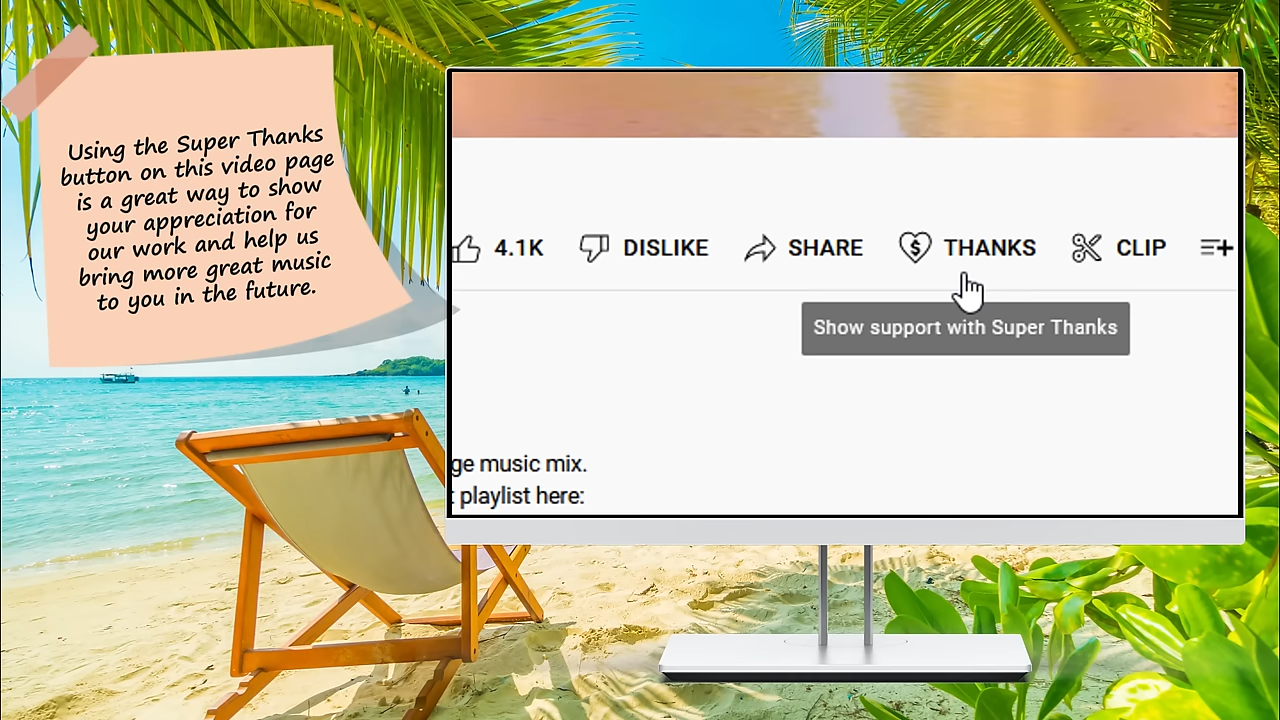 Using the Super Thanks
button on this video page
is a great way to show
your appreciation for
our work and help us
bring more great music
to you in the future.
4.1K DISLIKE SHARE THANKS CLIP
Show support with Super Thanks
ge music mix.
playlist here: